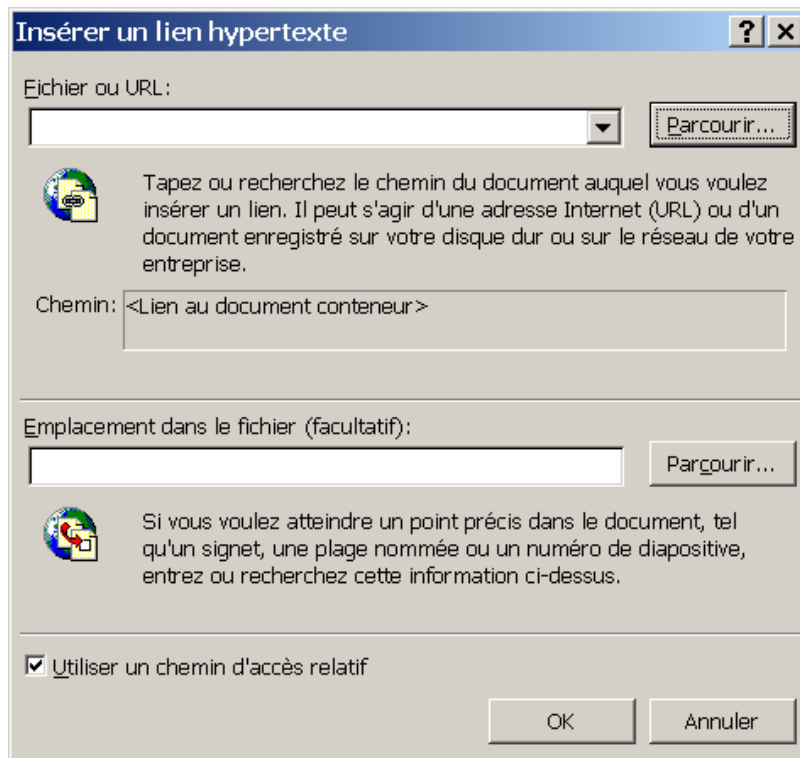 Insérer un lien hypertexte
Fichier ou URL:
Parcourir...
Tapez ou recherchez le chemin du document auquel vous voulez
insérer un lien. Il peut s'agir d'une adresse Internet (URL) ou d'un
document enregistré sur votre disque dur ou sur le réseau de votre
entreprise.
Chemin: <Lien au document conteneur>
Emplacement dans le fichier (facultatif):
Parcourir...
Si vous voulez atteindre un point précis dans le document, tel
qu'un signet, une plage nommée ou un numéro de diapositive,
entrez ou recherchez cette information ci-dessus.
Utiliser un chemin d'accès relatif
OK Annuler